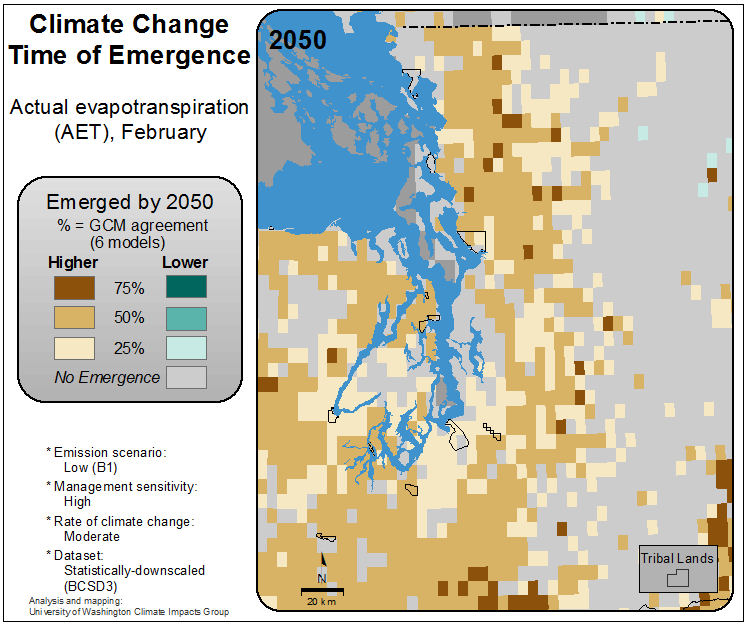 Climate Change
Time of Emergence
Actual evapotranspiration
(AET), February
Emerged by 2050
% = GCM agreement
(6 models)
Higher Lower
75%
50%
25%
No Emergence
* Emission scenario:
Low (B1)
* Management sensitivity:
High
* Rate of climate change:
Moderate
* Dataset:
Statistically-downscaled
(BCSD3)
Analysis and mapping:
University of Washington Climate Impacts Group
2050
N
20 km
Tribal Lands